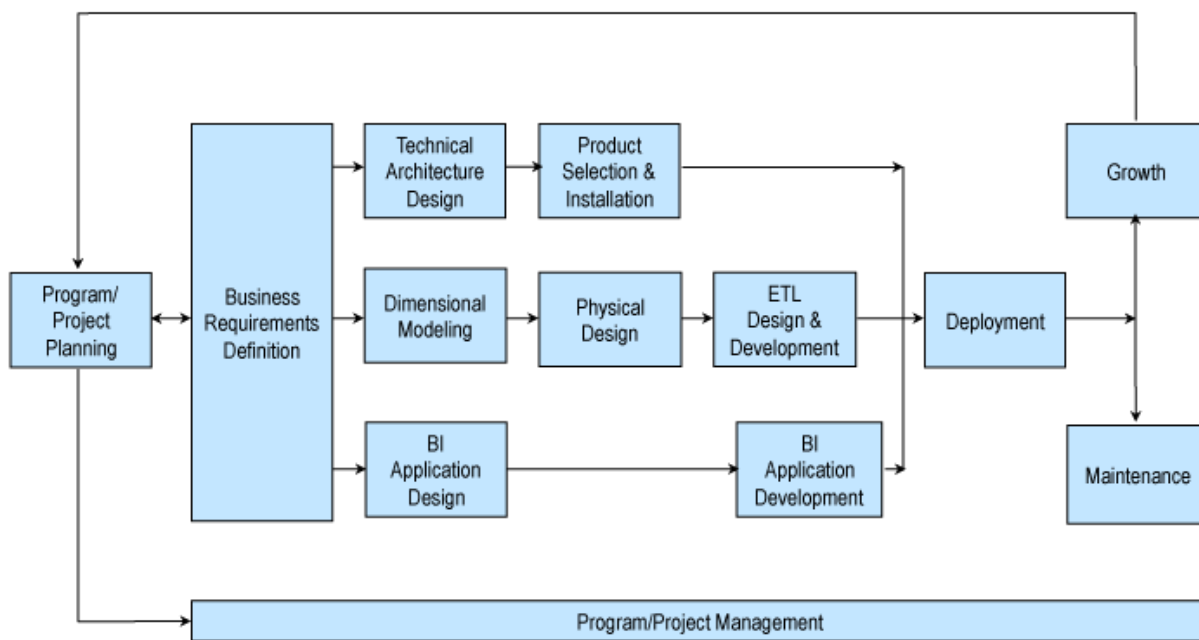 Technical
Architecture
Design
Product
Selection &
Installation
Growth
Program/
Project
Planning
Business
Requirements
Definition
Dimensional
Modeling
Physical
Design
ETL
Design &
Development
Deployment
BI
Application
Design
BI
Application
Development
Maintenance
Program/Project Management